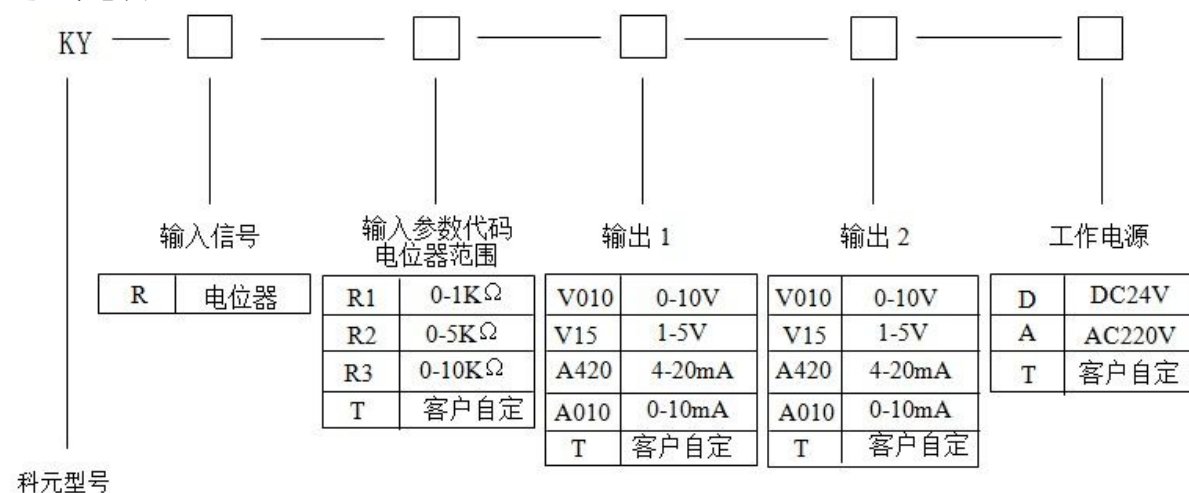 KY
输入信号
输入参数代码
电位器范围
输出 1
输出 2
工作电源
R 电位器
R1 0-1KΩ
R2 0-5KΩ
R3 0-10KΩ
T 客户自定
V010 0-10V
V15 1-5V
A420 4-20mA
A010 0-10mA
T 客户自定
V010 0-10V
V15 1-5V
A420 4-20mA
A010 0-10mA
T 客户自定
D DC24V
A AC220V
T 客户自定
科元型号